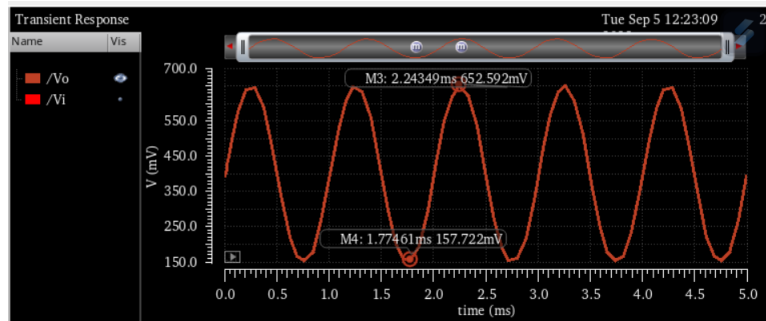 Transient Response
Tue Sep 5 12:23:09 2
Name Vis
/Vo
/Vi
M3: 2.24349ms 652.592mV
M4: 1.77461ms 157.722mV
V (mV)
700.0
550.0
450.0
350.0
250.0
150.0
0.0 0.5 1.0 1.5 2.0 2.5 3.0 3.5 4.0 4.5 5.0
time (ms)